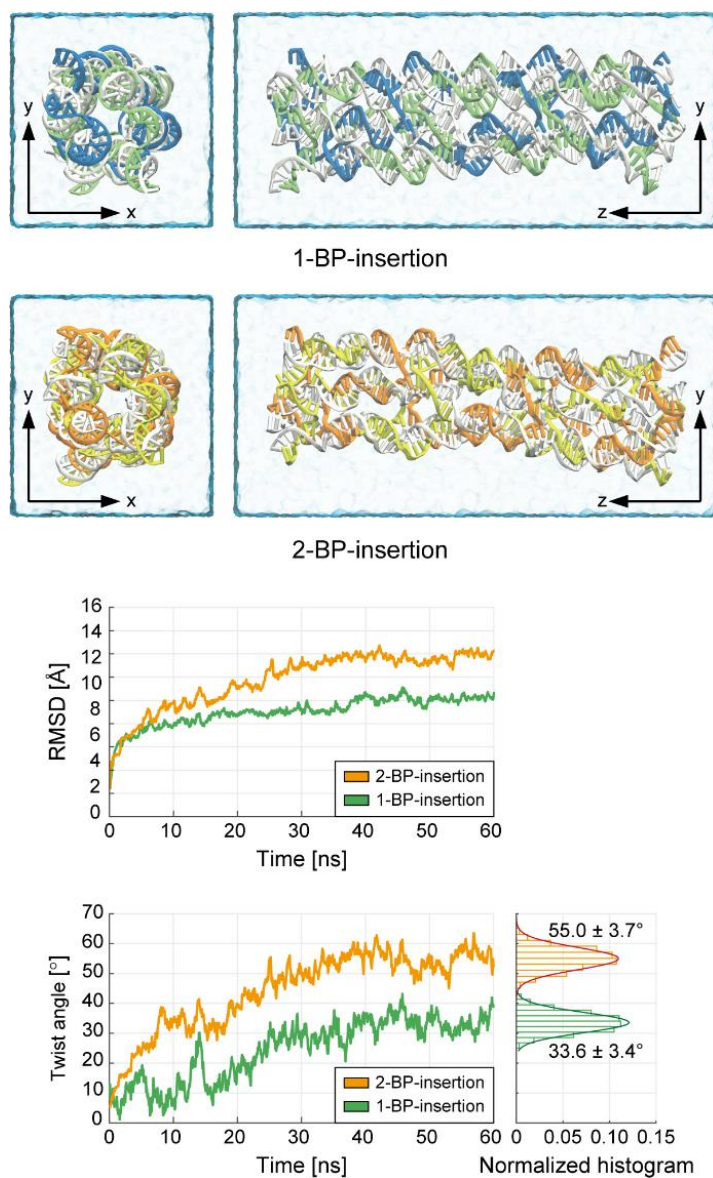 y
x
y
z
1-BP-insertion
y
x
y
z
2-BP-insertion
16
14
12
10
8
6
4
2
0
RMSD [Å]
2-BP-insertion
1-BP-insertion
0 10 20 30 40 50 60
Time [ns]
70
60
50
40
30
20
10
0
Twist angle [°]
2-BP-insertion
1-BP-insertion
0 10 20 30 40 50 60
Time [ns]
55.0 ± 3.7°
33.6 ± 3.4°
0 0.05 0.10 0.15
Normalized histogram